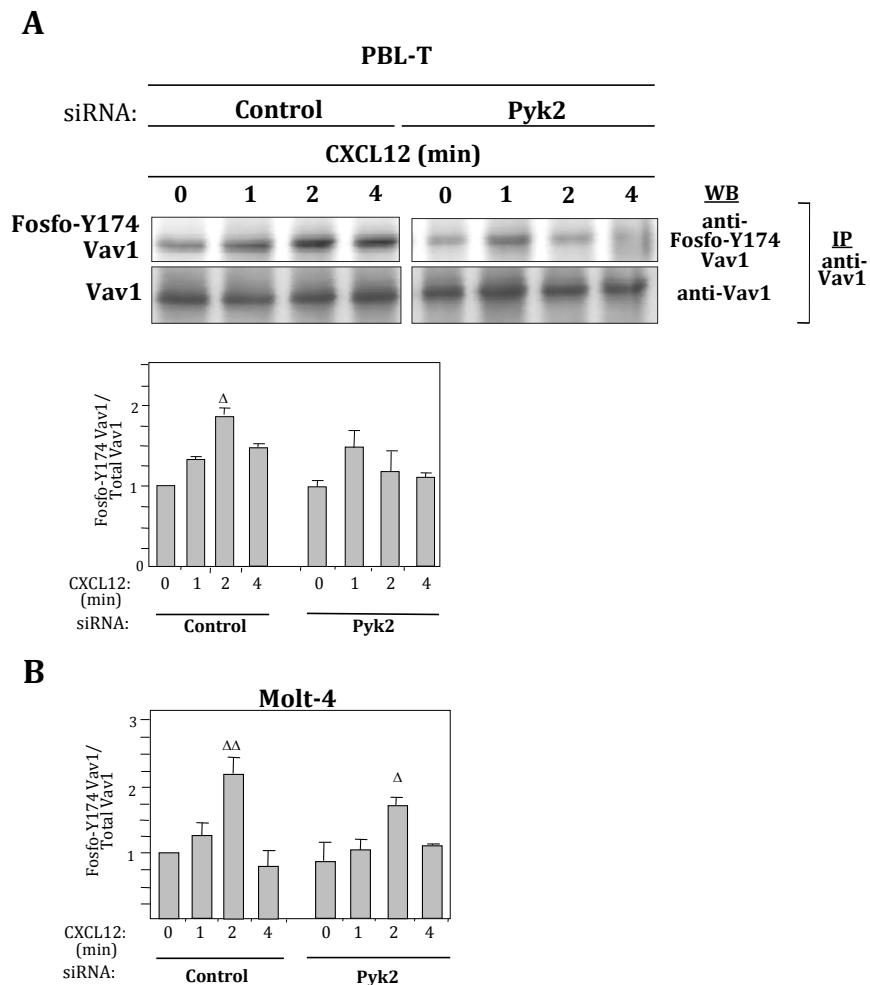 A
PBL-T
siRNA: Control Pyk2
CXCL12 (min)
0 1 2 4 0 1 2 4 WB
Fosfo-Y174 Vav1
anti-Fosfo-Y174 Vav1
Vav1
anti-Vav1
IP
anti-Vav1
Fosfo-Y174 Vav1/
Total Vav1
2
1
0
Δ
CXCL12: 0 1 2 4 0 1 2 4
(min)
siRNA: Control Pyk2
B
Molt-4
Fosfo-Y174 Vav1/
Total Vav1
3
2
1
ΔΔ
Δ
CXCL12: 0 1 2 4 0 1 2 4
(min)
siRNA: Control Pyk2